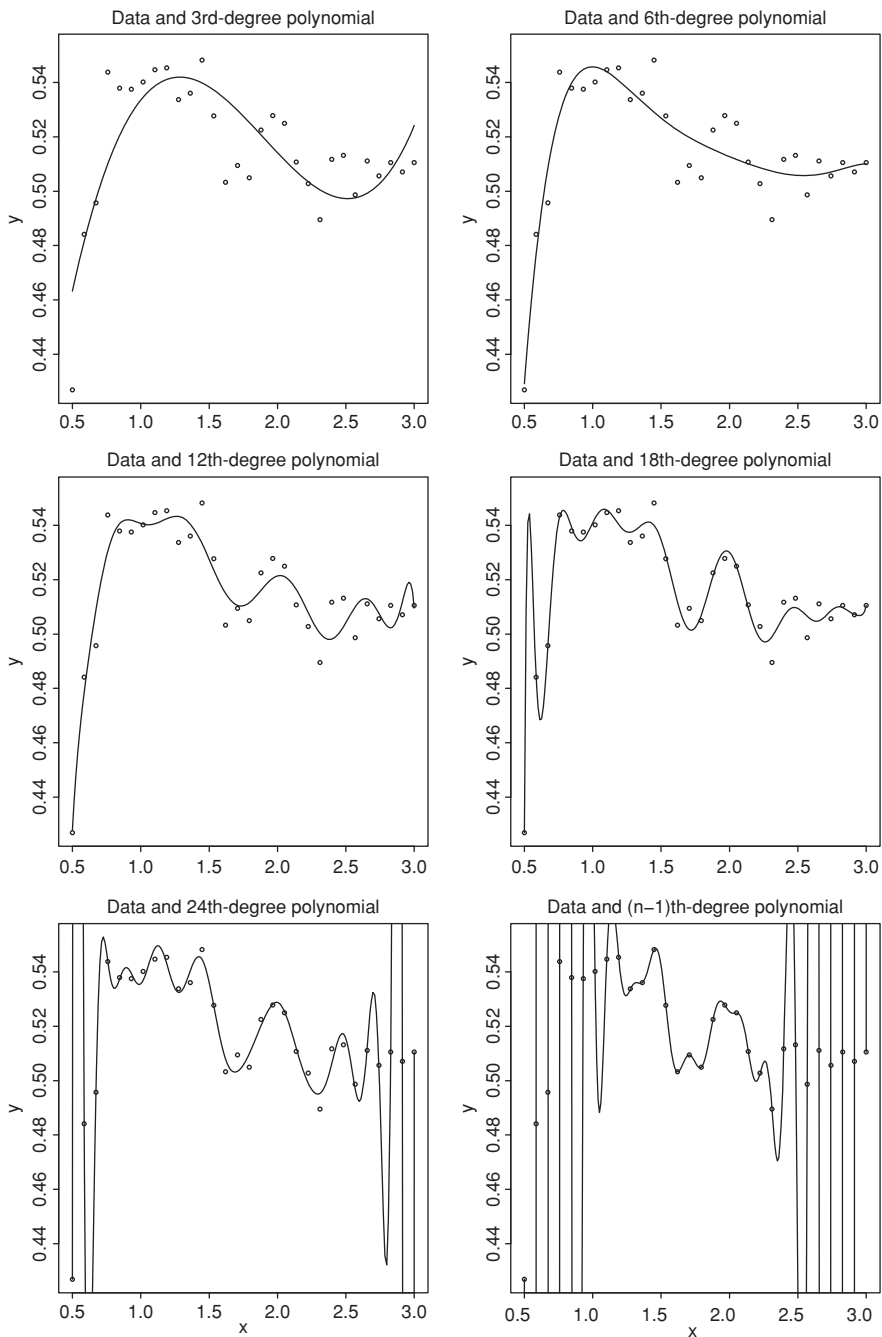 Data and 3rd-degree polynomial
y
0.44 0.46 0.48 0.50 0.52 0.54
0.5 1.0 1.5 2.0 2.5 3.0
Data and 6th-degree polynomial
y
0.44 0.46 0.48 0.50 0.52 0.54
0.5 1.0 1.5 2.0 2.5 3.0
Data and 12th-degree polynomial
y
0.44 0.46 0.48 0.50 0.52 0.54
0.5 1.0 1.5 2.0 2.5 3.0
Data and 18th-degree polynomial
y
0.44 0.46 0.48 0.50 0.52 0.54
0.5 1.0 1.5 2.0 2.5 3.0
Data and 24th-degree polynomial
y
0.44 0.46 0.48 0.50 0.52 0.54
0.5 1.0 1.5 2.0 2.5 3.0
x
Data and (n−1)th-degree polynomial
y
0.44 0.46 0.48 0.50 0.52 0.54
0.5 1.0 1.5 2.0 2.5 3.0
x